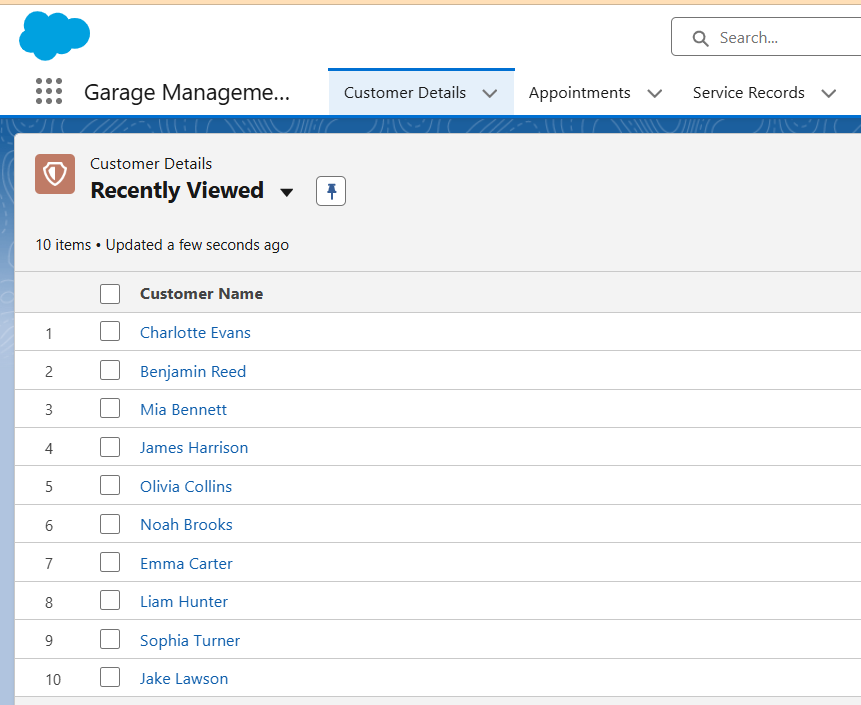 Search...
Garage Manageme...
Customer Details
Appointments
Service Records
Customer Details
Recently Viewed
10 items • Updated a few seconds ago
Customer Name
1 Charlotte Evans
2 Benjamin Reed
3 Mia Bennett
4 James Harrison
5 Olivia Collins
6 Noah Brooks
7 Emma Carter
8 Liam Hunter
9 Sophia Turner
10 Jake Lawson